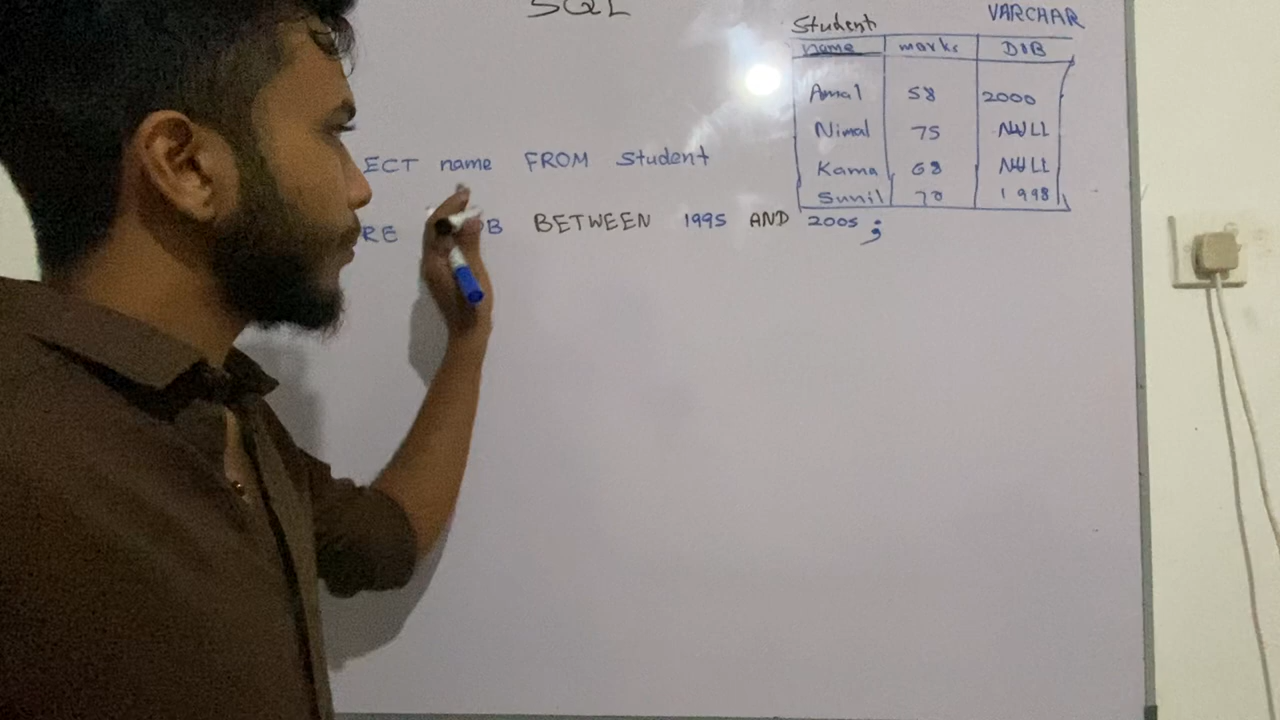 SQL
VARCHAR
Student
name marks DOB
Amal 58 2000
Nimal 75 NULL
Kama 68 NULL
Sunil 70 1998
ECT name FROM Student
RE OB BETWEEN 1995 AND 2005 ;